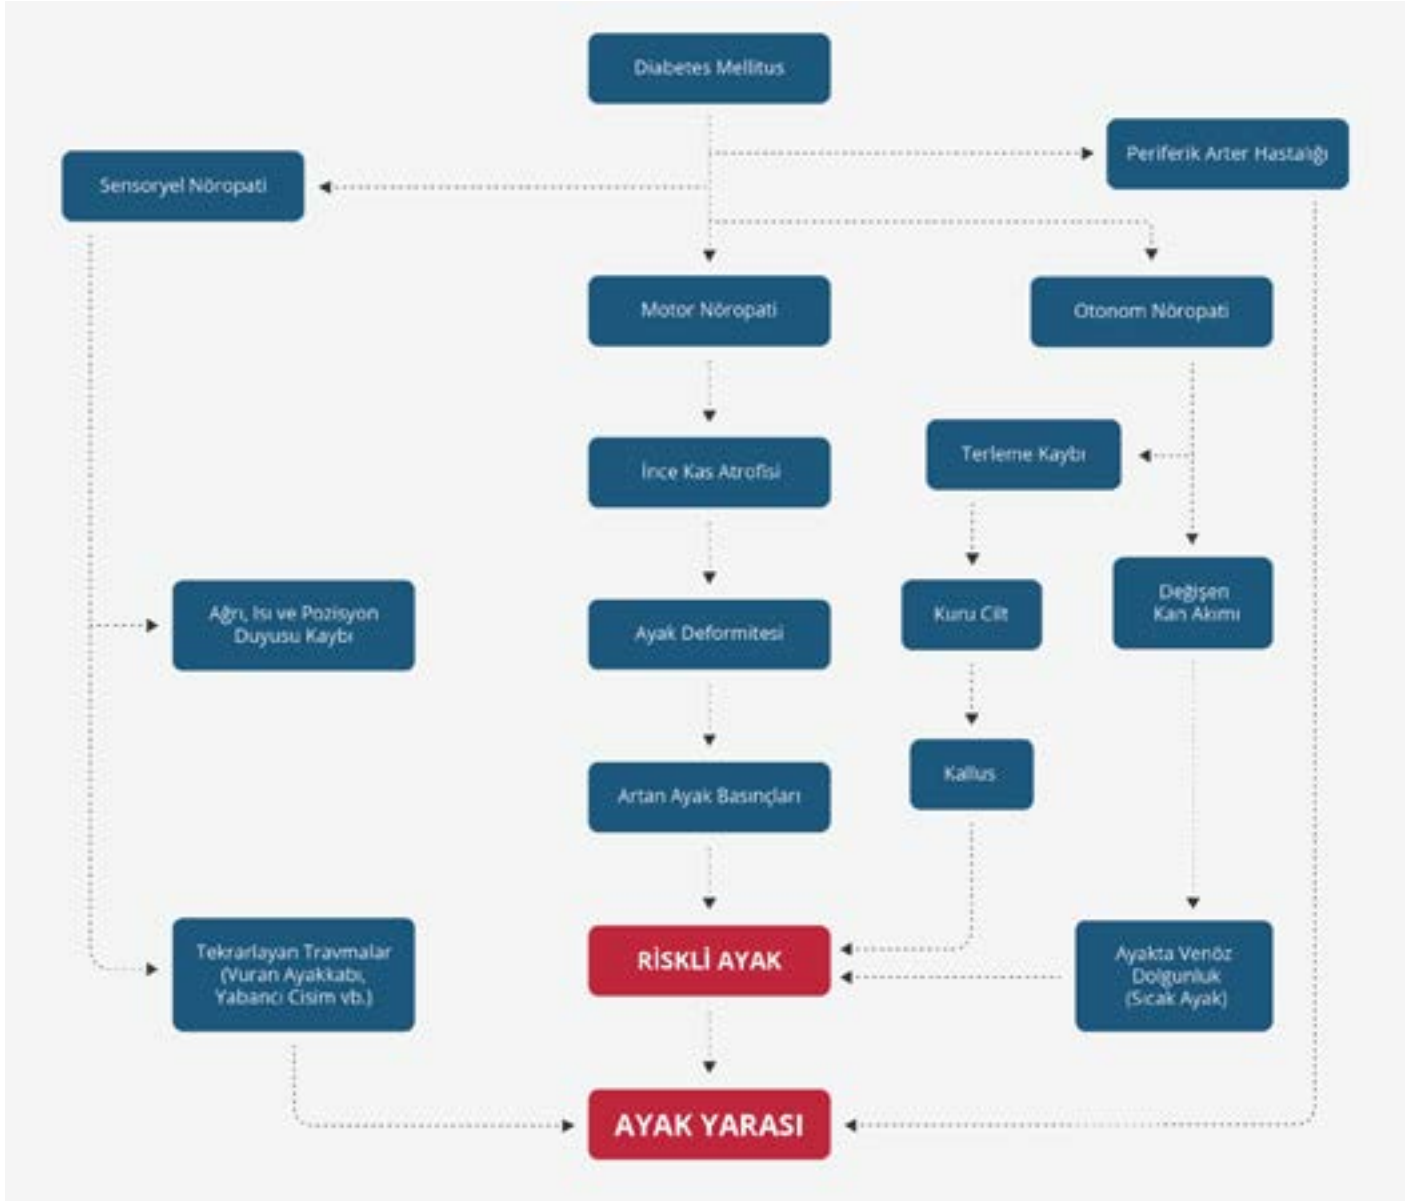 Diabetes Mellitus
Periferik Arter Hastalığı
Sensoryel Nöropati
Motor Nöropati
Otonom Nöropati
Terleme Kaybı
İnce Kas Atrofisi
Değişen
Kan Akımı
Ağrı, Isı ve Pozisyon
Duyusu Kaybı
Ayak Deformitesi
Kuru Cilt
Kallus
Artan Ayak Basınçları
Tekrarlayan Travmalar
(Vuran Ayakkabı,
Yabancı Cisim vb.)
RİSKLİ AYAK
Ayakta Venöz
Dolgunluk
(Sıcak Ayak)
AYAK YARASI